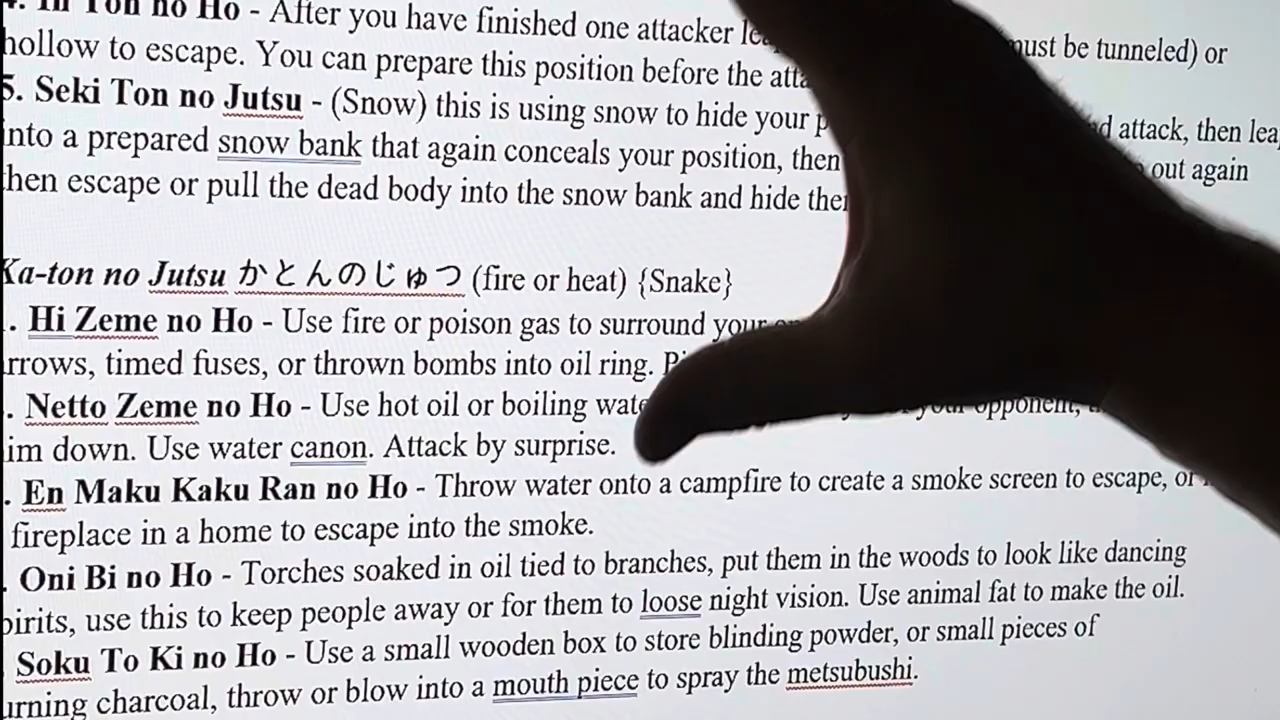 Ton no Ho - After you have finished one attacker must be tunneled) or
hollow to escape. You can prepare this position before the
5. Seki Ton no Jutsu - (Snow) this is using snow to hide your attack, then
into a prepared snow bank that again conceals your position, then out again
then escape or pull the dead body into the snow bank and hide
Ka-ton no Jutsu かとんのじゅつ (fire or heat) {Snake}
. Hi Zeme no Ho - Use fire or poison gas to surround your
rrows, timed fuses, or thrown bombs into oil ring.
. Netto Zeme no Ho - Use hot oil or boiling your opponent,
im down. Use water canon. Attack by surprise.
. En Maku Kaku Ran no Ho - Throw water onto a campfire to create a smoke screen to escape, or
fireplace in a home to escape into the smoke.
. Oni Bi no Ho - Torches soaked in oil tied to branches, put them in the woods to look like dancing
pirits, use this to keep people away or for them to loose night vision. Use animal fat to make the oil.
Soku To Ki no Ho - Use a small wooden box to store blinding powder, or small pieces of
urning charcoal, throw or blow into a mouth piece to spray the metsubushi.